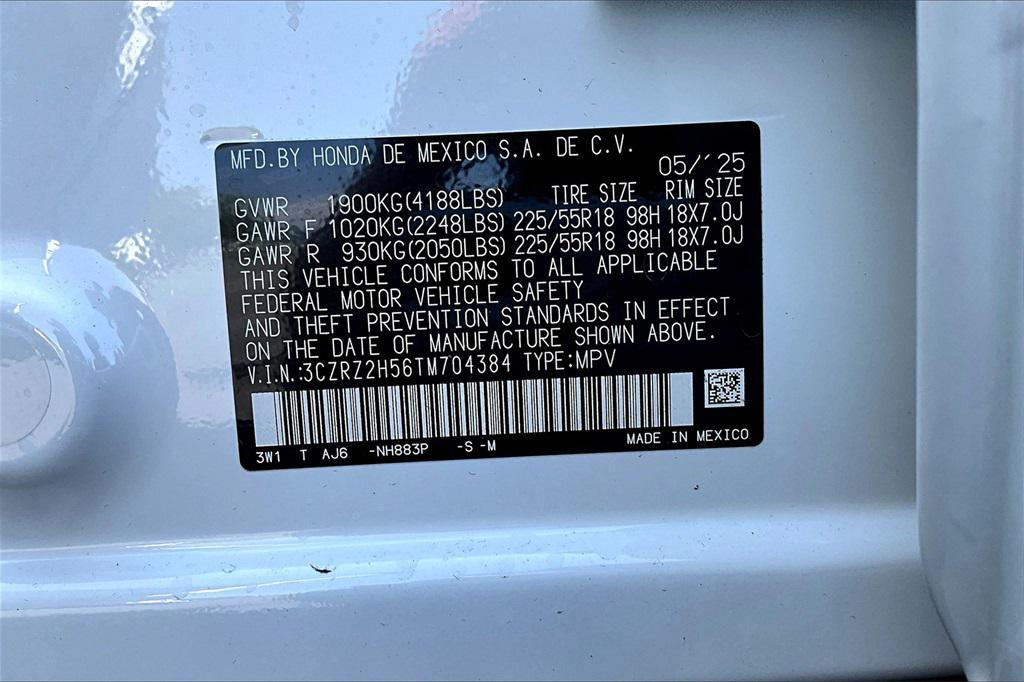 MFD.BY HONDA DE MEXICO S.A. DE C.V. 05/'25
GVWR 1900KG(4188LBS) TIRE SIZE RIM SIZE
GAWR F 1020KG(2248LBS) 225/55R18 98H 18X7.0J
GAWR R 930KG(2050LBS) 225/55R18 98H 18X7.0J
THIS VEHICLE CONFORMS TO ALL APPLICABLE
FEDERAL MOTOR VEHICLE SAFETY
AND THEFT PREVENTION STANDARDS IN EFFECT
ON THE DATE OF MANUFACTURE SHOWN ABOVE.
V.I.N.:3CZRZ2H56TM704384 TYPE:MPV
3W1 T AJ6 -NH883P -S -M MADE IN MEXICO